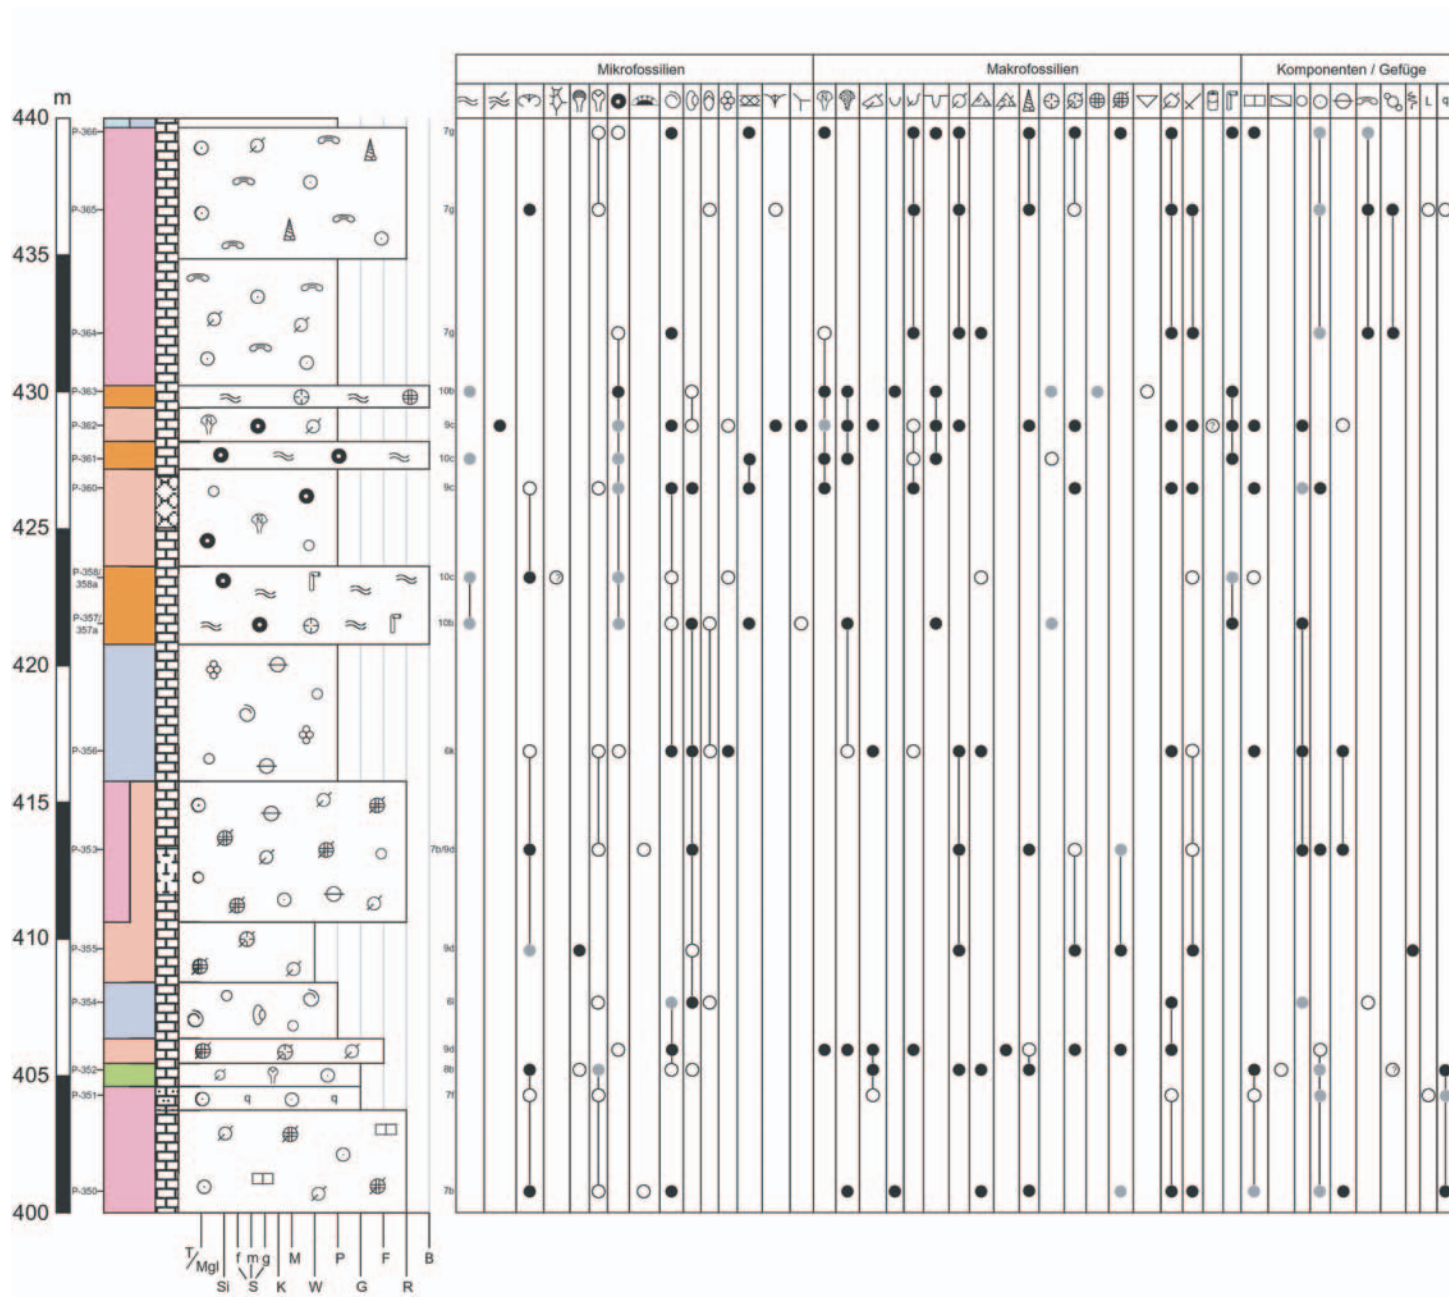 Mikrofossilien Makrofossilien Komponenten / Gefüge
m
L q
440
P-366 7g
P-365 7g
435
P-364 7g
430
P-363 10b
P-362 9c
?
P-361 10c
P-360 9c
425
P-358/
358a 10c
?
P-357/
357a 10b
420
P-356 6k
415
P-353 7b/9d
410
P-355 9d
P-354
9d
405
P-352 8b
?
P-351 q q 7f
P-350 7b
400
T/Mgl f m g M P F B
Si S K W G R